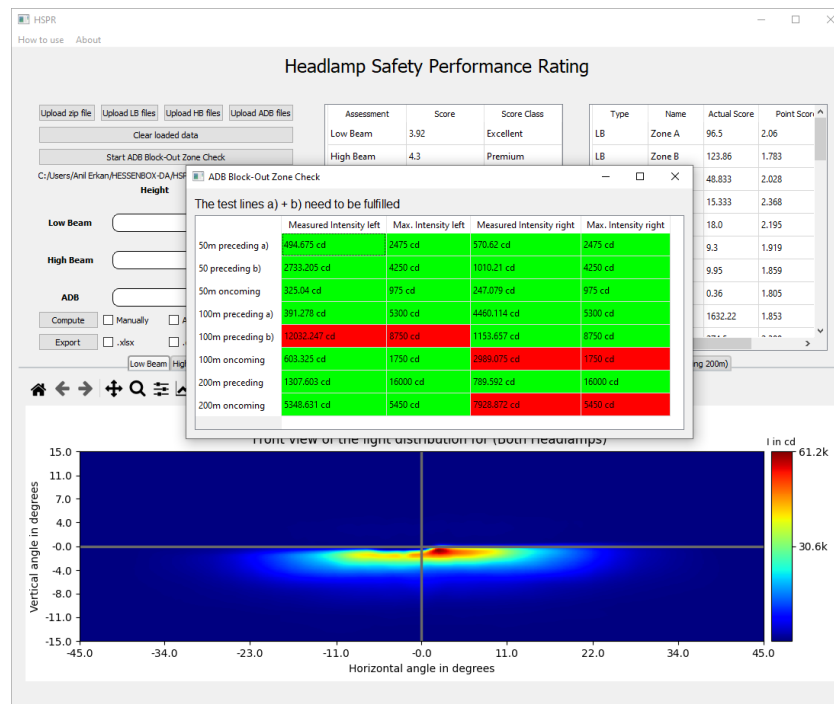 HSPR
How to use About
Headlamp Safety Performance Rating
Upload zip file Upload LB files Upload HB files Upload ADB files
Clear loaded data
Start ADB Block-Out Zone Check
C:/Users/Anil Erkan/HESSENBOX-DA/HSP
Height
Low Beam
High Beam
ADB
Compute Manually
Export .xlsx
Assessment Score Score Class
Low Beam 3.92 Excellent
High Beam 4.3 Premium
Type Name Actual Score Point Score
LB Zone A 96.5 2.06
LB Zone B 123.86 1.783
48.833 2.028
15.333 2.368
18.0 2.195
9.3 1.919
9.95 1.859
0.36 1.805
1632.22 1.853
ADB Block-Out Zone Check
The test lines a) + b) need to be fulfilled
Measured Intensity left Max. Intensity left Measured Intensity right Max. Intensity right
50m preceding a) 494.675 cd 2475 cd 570.62 cd 2475 cd
50 preceding b) 2733.205 cd 4250 cd 1010.21 cd 4250 cd
50m oncoming 325.04 cd 975 cd 247.079 cd 975 cd
100m preceding a) 391.278 cd 5300 cd 4460.114 cd 5300 cd
100m preceding b) 12032.247 cd 8750 cd 1153.657 cd 8750 cd
100m oncoming 603.325 cd 1750 cd 2989.075 cd 1750 cd
200m preceding 1307.603 cd 16000 cd 789.592 cd 16000 cd
200m oncoming 5348.631 cd 5450 cd 7928.872 cd 5450 cd
Low Beam High ng 200m)
Front view of the light distribution for (Both Headlamps)
I in cd
61.2k
30.6k
Vertical angle in degrees
15.0
11.0
7.0
4.0
-0.0
-4.0
-8.0
-11.0
-15.0
-45.0 -34.0 -23.0 -11.0 -0.0 11.0 22.0 34.0 45.0
Horizontal angle in degrees